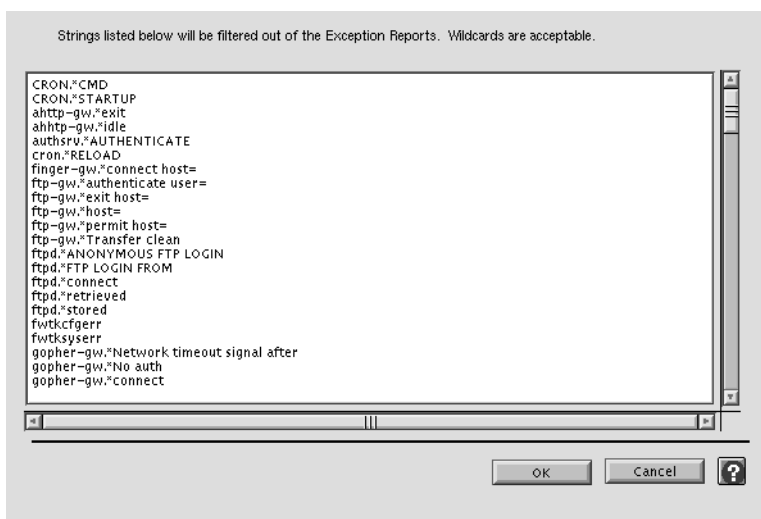 Strings listed below will be filtered out of the Exception Reports. Wildcards are acceptable.
CRON.*CMD
CRON.*STARTUP
ahttp-gw.*exit
ahhtp-gw.*idle
authsrv.*AUTHENTICATE
cron.*RELOAD
finger-gw.*connect host=
ftp-gw.*authenticate user=
ftp-gw.*exit host=
ftp-gw.*host=
ftp-gw.*permit host=
ftp-gw.*Transfer clean
ftpd.*ANONYMOUS FTP LOGIN
ftpd.*FTP LOGIN FROM
ftpd.*connect
ftpd.*retrieved
ftpd.*stored
fwtkcfgerr
fwtksyserr
gopher-gw.*Network timeout signal after
gopher-gw.*No auth
gopher-gw.*connect
OK Cancel ?